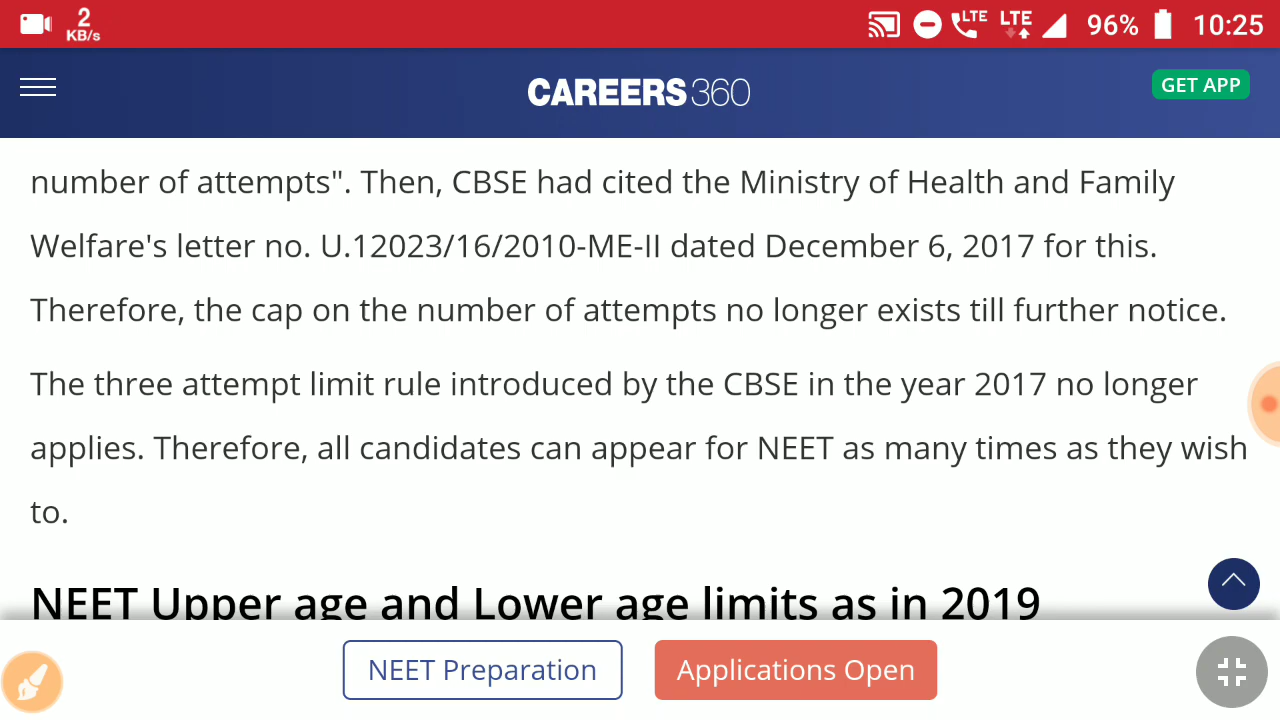 2
KB/s
LTE
LTE
96%
10:25
CAREERS360
GET APP
number of attempts". Then, CBSE had cited the Ministry of Health and Family
Welfare's letter no. U.12023/16/2010-ME-II dated December 6, 2017 for this.
Therefore, the cap on the number of attempts no longer exists till further notice.
The three attempt limit rule introduced by the CBSE in the year 2017 no longer
applies. Therefore, all candidates can appear for NEET as many times as they wish
to.
NEET Upper age and Lower age limits as in 2019
NEET Preparation
Applications Open